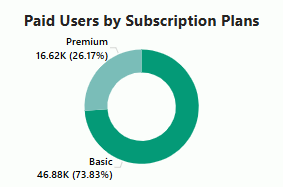 Paid Users by Subscription Plans
Premium
16.62K (26.17%)
Basic
46.88K (73.83%)